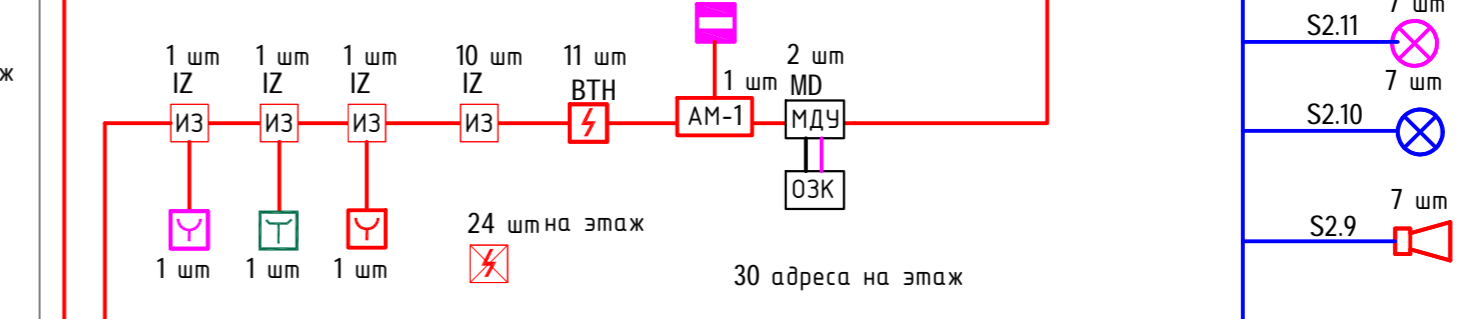 7 шт
S2.11
1 шт 1 шт 1 шт 10 шт 11 шт 2 шт
IZ IZ IZ IZ ВТН 1 шт MD
ж
7 шт
ИЗ ИЗ ИЗ ИЗ АМ-1 МДУ
S2.10
ОЗК
7 шт
24 шт на этаж
S2.9
1 шт 1 шт 1 шт
30 адреса на этаж